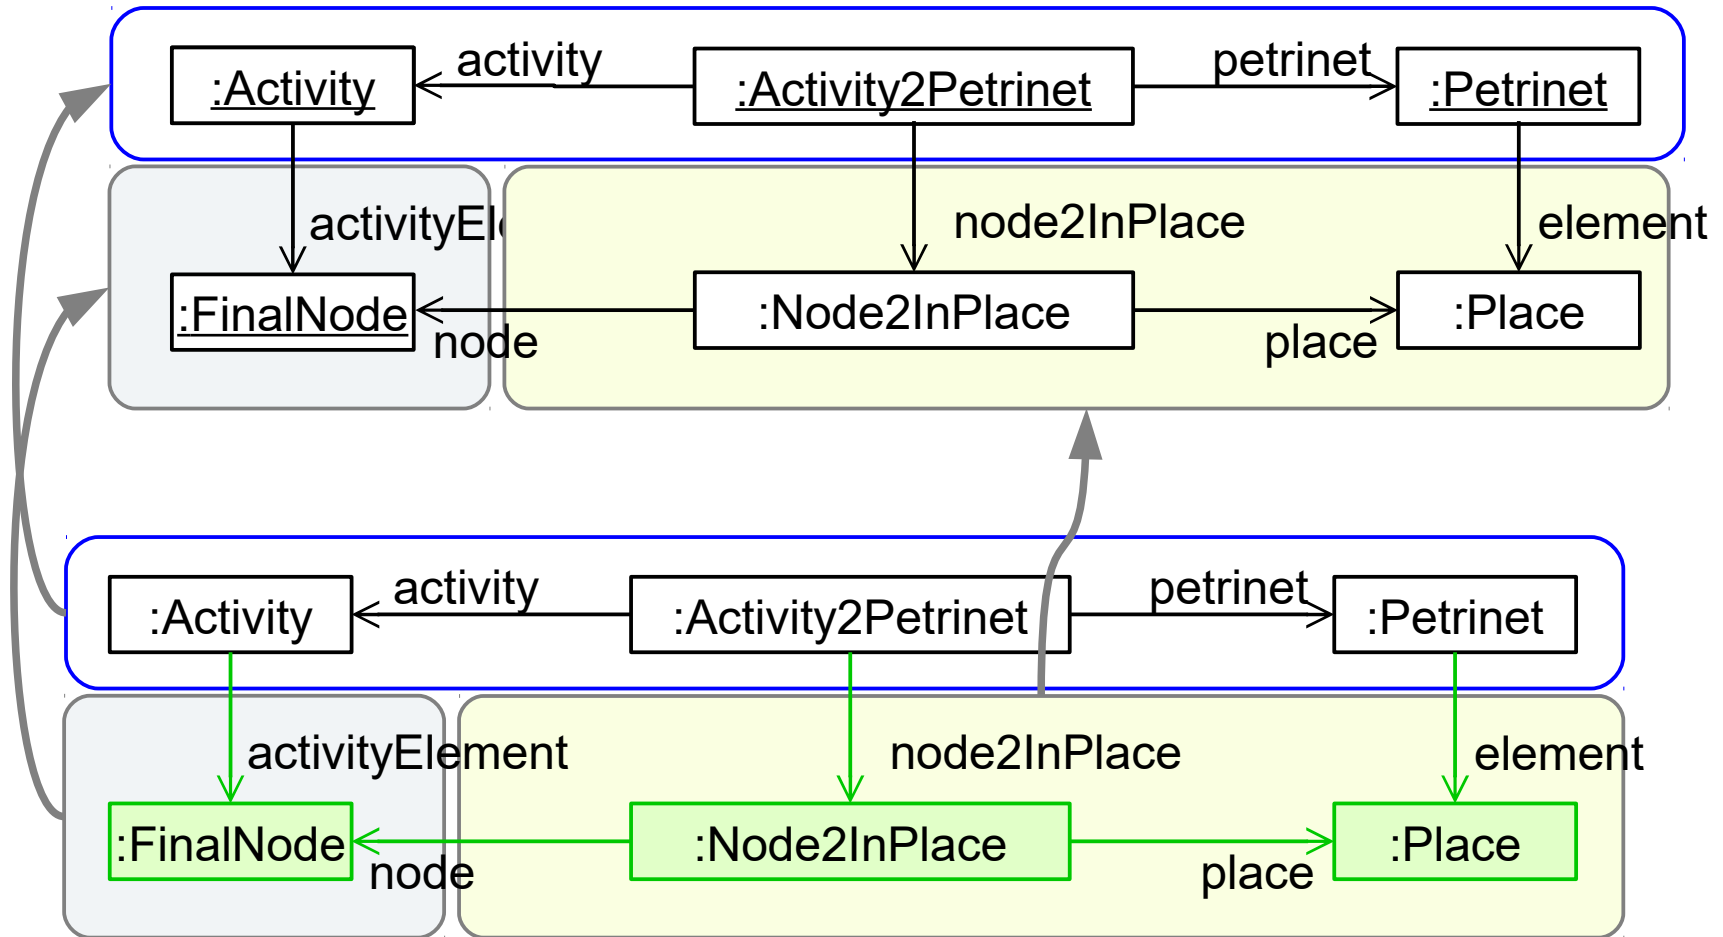 activity petrinet
:Activity :Activity2Petrinet :Petrinet
activityEl node2InPlace element
:FinalNode :Node2InPlace :Place
node place
activity petrinet
:Activity :Activity2Petrinet :Petrinet
activityElement node2InPlace element
:FinalNode :Node2InPlace :Place
node place